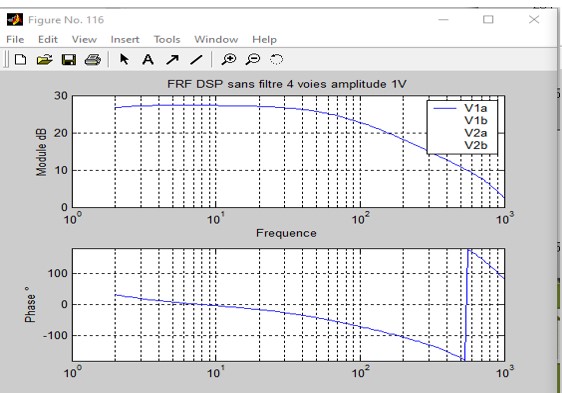 Figure No. 116
File Edit View Insert Tools Window Help
A
FRF DSP sans filtre 4 voies amplitude 1V
Module dB
30
20
10
0
V1a
V1b
V2a
V2b
10^0 10^1 10^2 10^3
Frequence
Phase °
100
0
-100
10^0 10^1 10^2 10^3